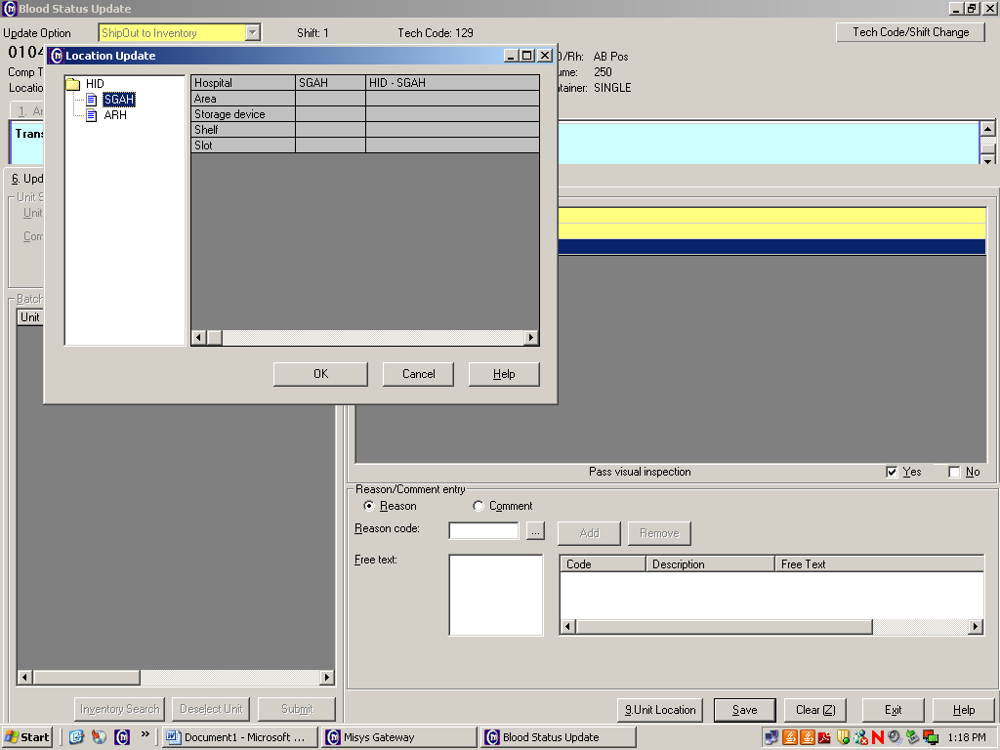 Blood Status Update
Update Option ShipOut to Inventory Shift: 1 Tech Code: 129 Tech Code/Shift Change
Location Update
HID
SGAH
ARH
Hospital SGAH HID - SGAH
Area
Storage device
Shelf
Slot
OK Cancel Help
0104
Comp T
Locatio
/Rh: AB Pos
ume: 250
tainer: SINGLE
1. Ar
Trans
6. Upd
Unit S
Unit
Com
Batch
Unit
Pass visual inspection Yes No
Reason/Comment entry
Reason Comment
Reason code: ... Add Remove
Free text:
Code Description Free Text
Inventory Search Deselect Unit Submit
9.Unit Location Save Clear (Z) Exit Help
Start » Document1 - Microsoft ... Misys Gateway Blood Status Update 1:18 PM